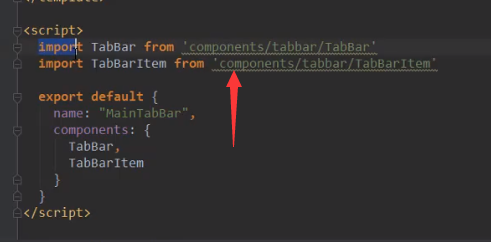 </template>
<script>
import TabBar from 'components/tabbar/TabBar'
import TabBarItem from 'components/tabbar/TabBarItem'
export default {
name: "MainTabBar",
components: {
TabBar,
TabBarItem
}
}
</script>